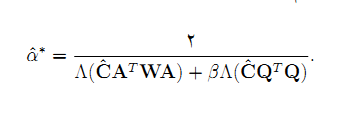 α̂* = ٢ / (Λ(ĈAᵀWA) + βΛ(ĈQᵀQ)).